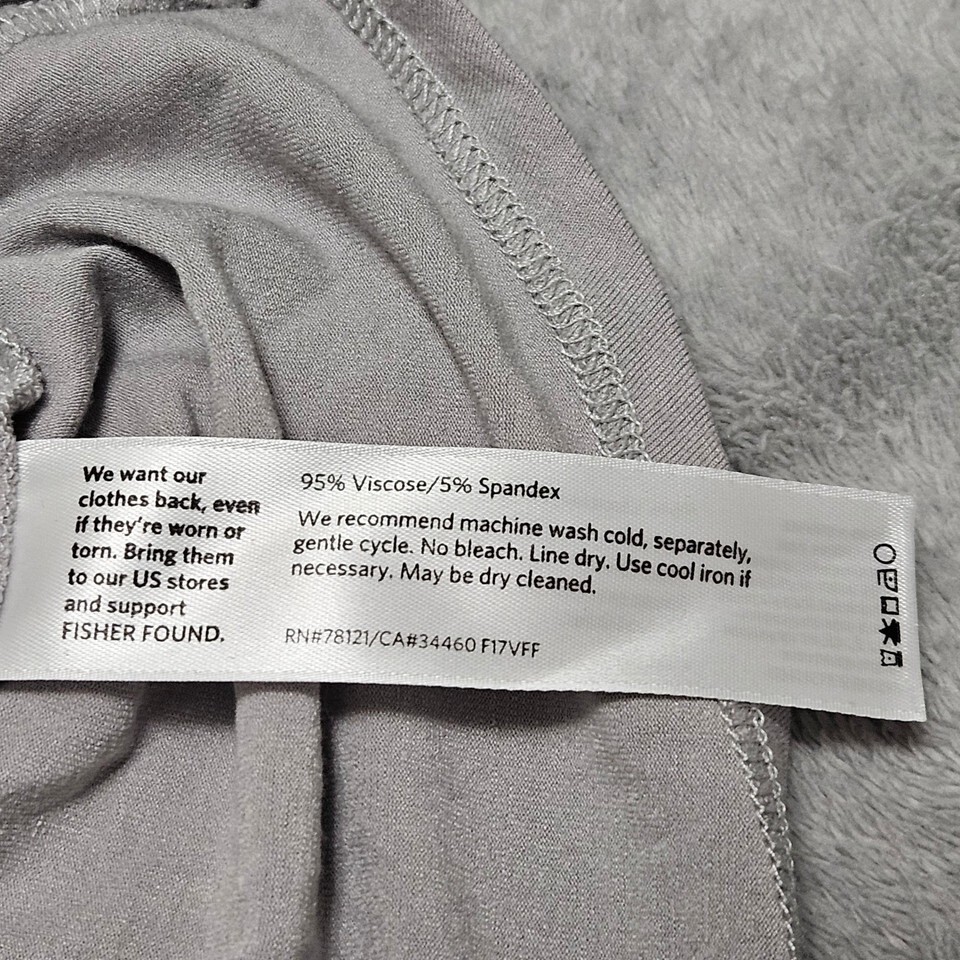 We want our
clothes back, even
if they're worn or
torn. Bring them
to our US stores
and support
FISHER FOUND.
95% Viscose/5% Spandex
We recommend machine wash cold, separately,
gentle cycle. No bleach. Line dry. Use cool iron if
necessary. May be dry cleaned.
RN#78121/CA#34460 F17VFF